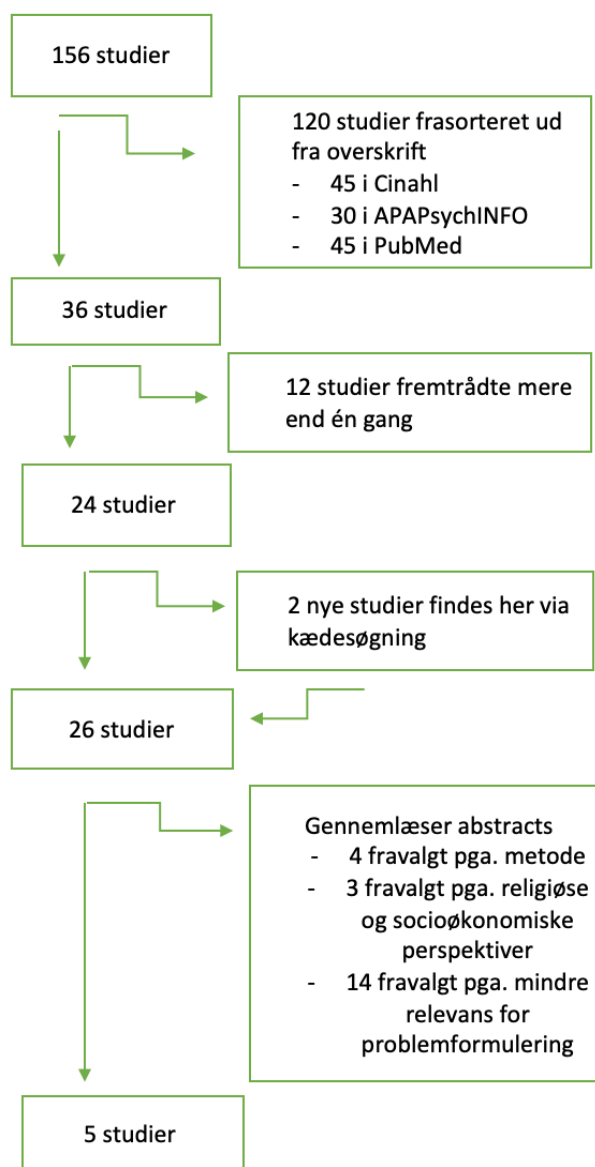 156 studier
120 studier frasorteret ud
fra overskrift
- 45 i Cinahl
- 30 i APAPsychINFO
- 45 i PubMed
36 studier
12 studier fremtrådte mere
end én gang
24 studier
2 nye studier findes her via
kædesøgning
26 studier
Gennemlæser abstracts
- 4 fravalgt pga. metode
- 3 fravalgt pga. religiøse
og socioøkonomiske
perspektiver
- 14 fravalgt pga. mindre
relevans for
problemformulering
5 studier